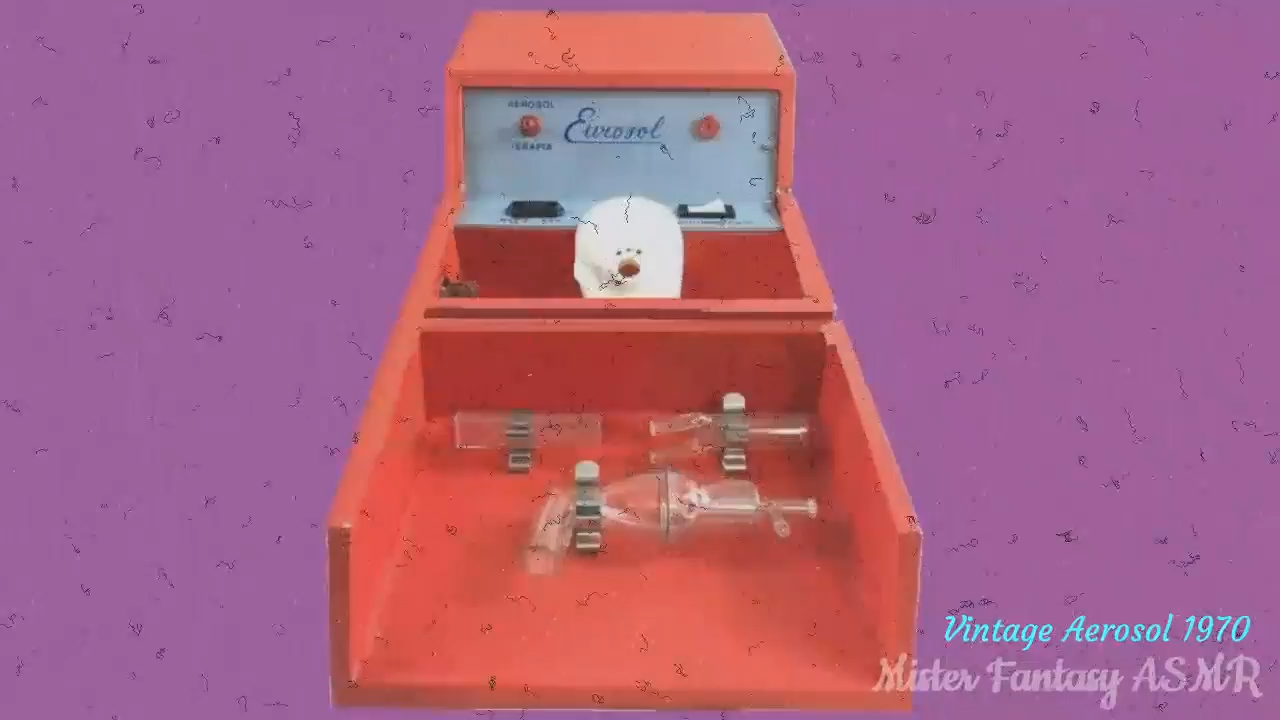 AEROSOL
Eurosol
TERAPIA
Vintage Aerosol 1970
Mister Fantasy ASMR